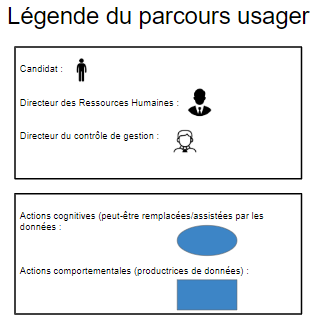 Légende du parcours usager
Candidat :
Directeur des Ressources Humaines :
Directeur du contrôle de gestion :
Actions cognitives (peut-être remplacées/assistées par les
données :
Actions comportementales (productrices de données) :